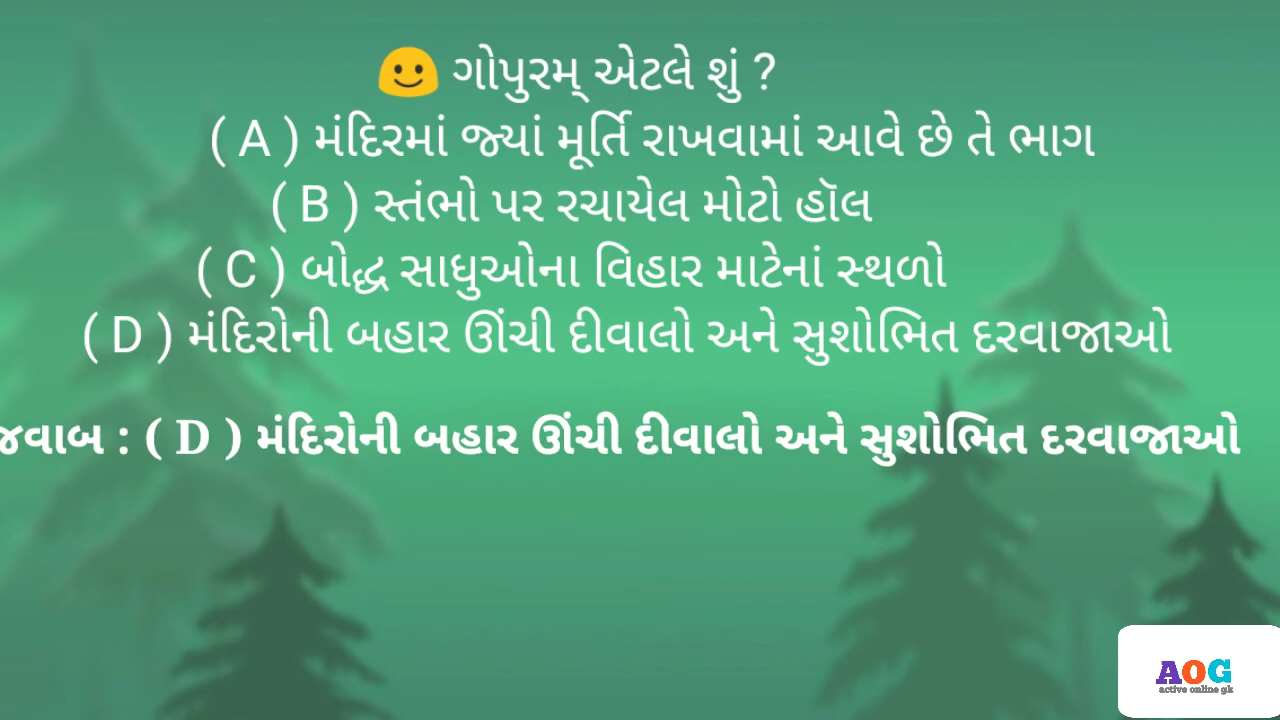 🙂 ગોપુરમ્ એટલે શું ?
( A ) મંદિરમાં જ્યાં મૂર્તિ રાખવામાં આવે છે તે ભાગ
( B ) સ્તંભો પર રચાયેલ મોટો હૉલ
( C ) બોદ્ધ સાધુઓના વિહાર માટેનાં સ્થળો
( D ) મંદિરોની બહાર ઊંચી દીવાલો અને સુશોભિત દરવાજાઓ
જવાબ : ( D ) મંદિરોની બહાર ઊંચી દીવાલો અને સુશોભિત દરવાજાઓ
AOG
active online gk